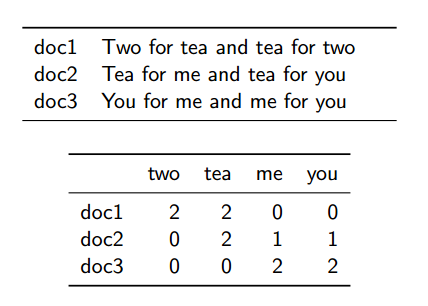 doc1 Two for tea and tea for two
doc2 Tea for me and tea for you
doc3 You for me and me for you
two tea me you
doc1 2 2 0 0
doc2 0 2 1 1
doc3 0 0 2 2